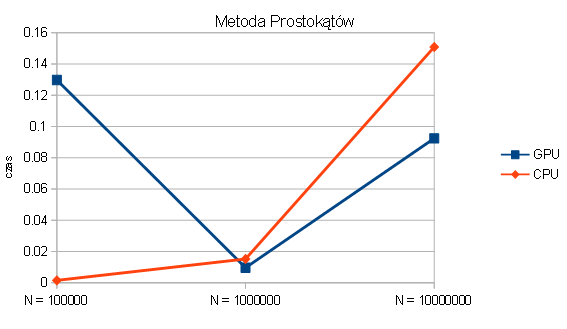 Metoda Prostokątów
0.16
0.14
0.12
0.1
0.08
0.06
0.04
0.02
0
czas
N = 100000
N = 1000000
N = 10000000
GPU
CPU